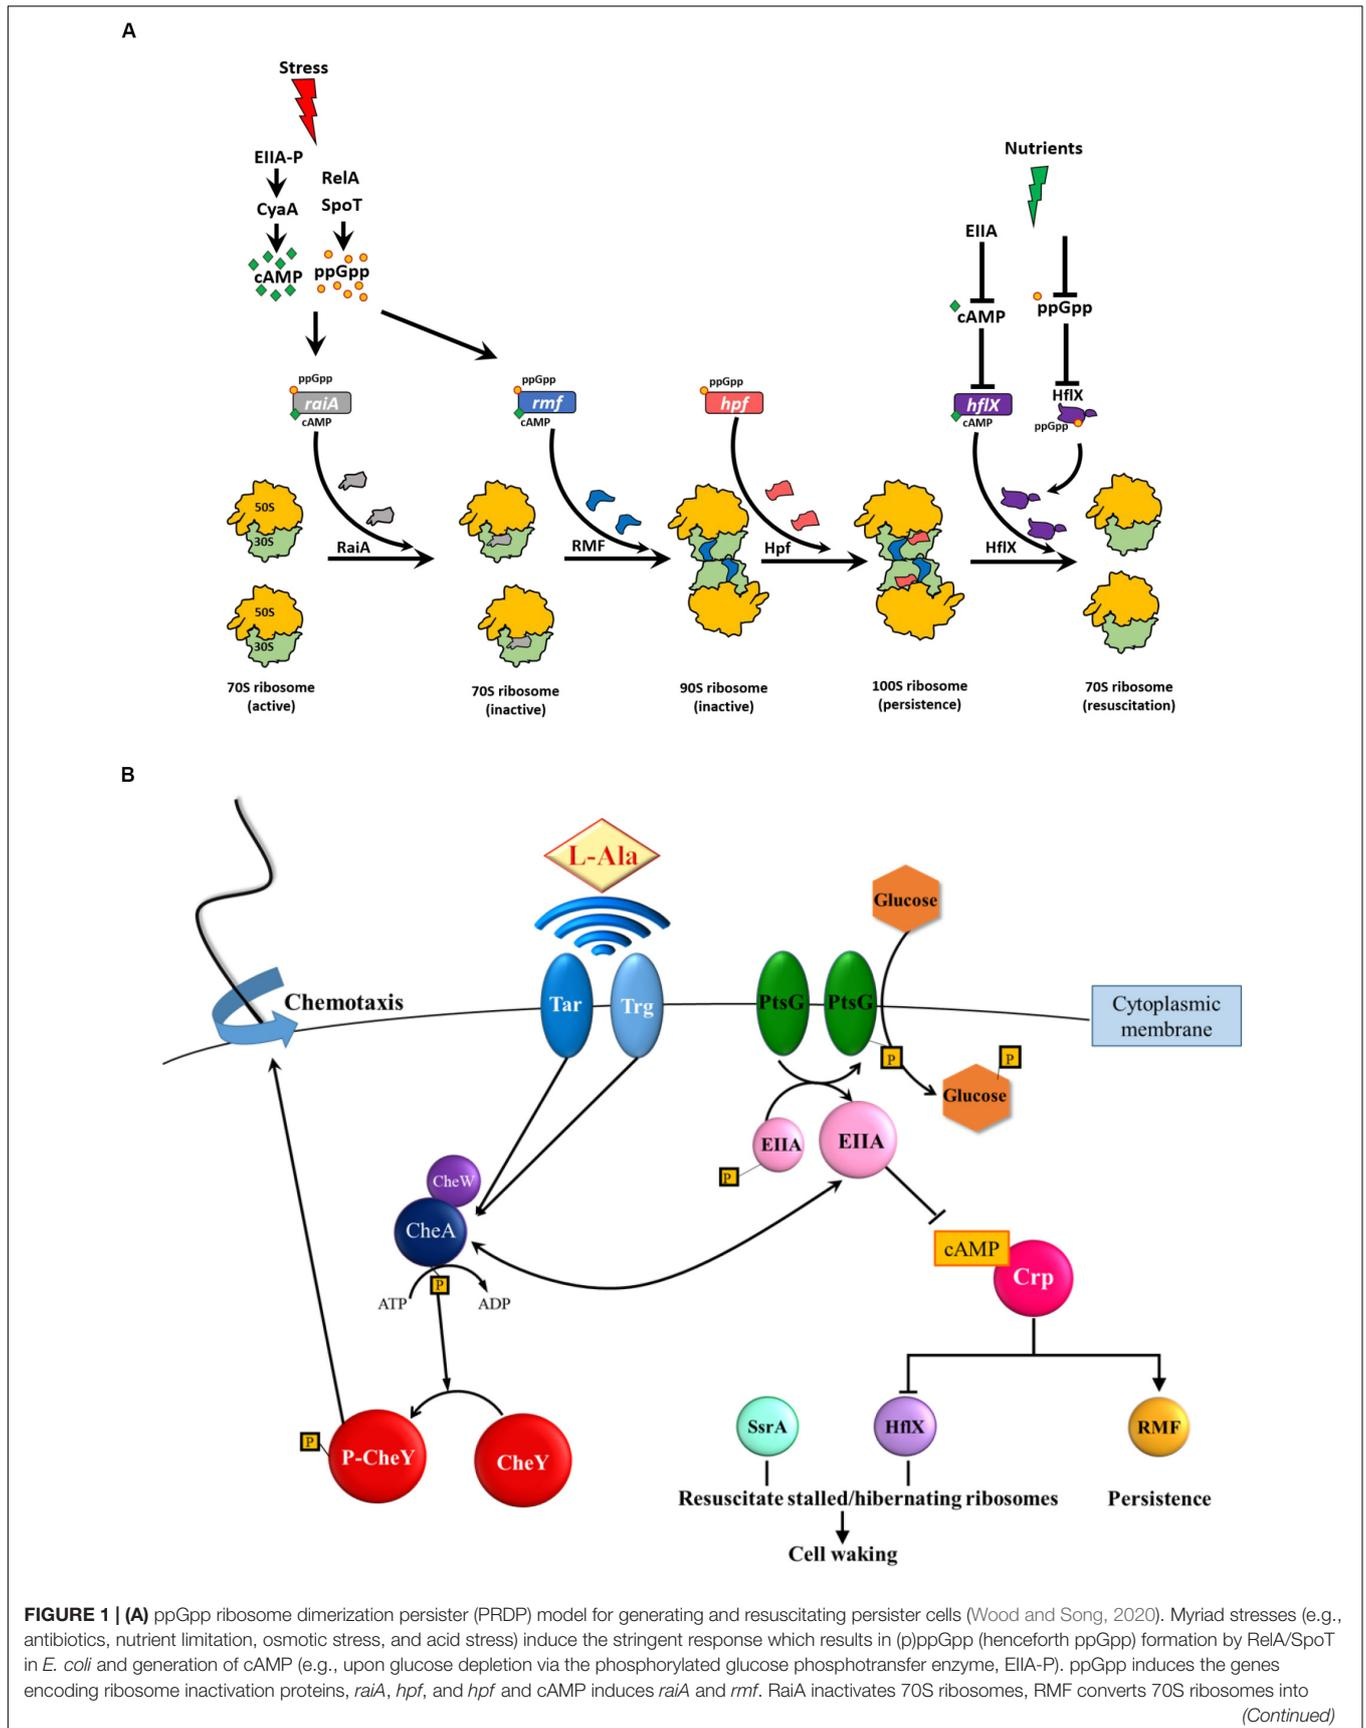 A
Stress
EIIA-P
RelA
CyaA
SpoT
cAMP
ppGpp
Nutrients
EIIA
cAMP
ppGpp
ppGpp
raiA
cAMP
ppGpp
rmf
cAMP
ppGpp
hpf
hflX
cAMP
HflX
ppGpp
50S
30S
50S
30S
RaiA
RMF
Hpf
HflX
70S ribosome
(active)
70S ribosome
(inactive)
90S ribosome
(inactive)
100S ribosome
(persistence)
70S ribosome
(resuscitation)
B
L-Ala
Glucose
Chemotaxis
Tar
Trg
PtsG
PtsG
Cytoplasmic
membrane
P
P
Glucose
EIIA
EIIA
P
CheW
CheA
P
ATP
ADP
cAMP
Crp
P
P-CheY
CheY
SsrA
HflX
RMF
Resuscitate stalled/hibernating ribosomes
Persistence
Cell waking
FIGURE 1 | (A) ppGpp ribosome dimerization persister (PRDP) model for generating and resuscitating persister cells (Wood and Song, 2020). Myriad stresses (e.g.,
antibiotics, nutrient limitation, osmotic stress, and acid stress) induce the stringent response which results in (p)ppGpp (henceforth ppGpp) formation by RelA/SpoT
in E. coli and generation of cAMP (e.g., upon glucose depletion via the phosphorylated glucose phosphotransfer enzyme, EIIA-P). ppGpp induces the genes
encoding ribosome inactivation proteins, raiA, hpf, and hpf and cAMP induces raiA and rmf. RaiA inactivates 70S ribosomes, RMF converts 70S ribosomes into
(Continued)